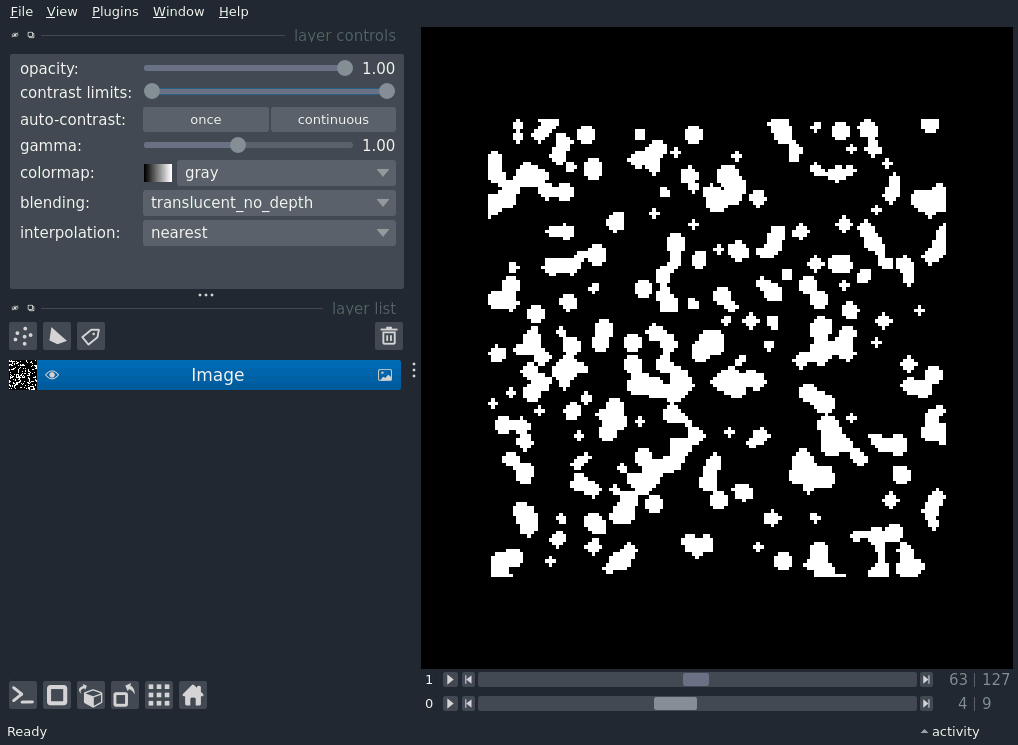 File View Plugins Window Help
layer controls
opacity: 1.00
contrast limits:
auto-contrast: once continuous
gamma: 1.00
colormap: gray
blending: translucent_no_depth
interpolation: nearest
layer list
Image
1 63 | 127
0 4 | 9
Ready activity